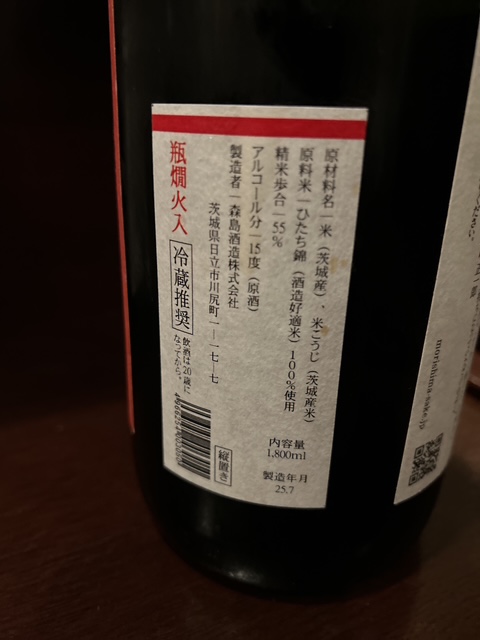 原材料名｜米（茨城産）、米こうじ（茨城産米）
原料米｜ひたち錦（酒造好適米）100％使用
精米歩合｜55%
アルコール分｜15度（原酒）
製造者｜森島酒造株式会社
茨城県日立市川尻町1―17―7
瓶燗火入
冷蔵推奨
飲酒は20歳に
なってから。
縦置き
内容量
1,800ml
製造年月
25.7
ください。
morishima-sake.jp